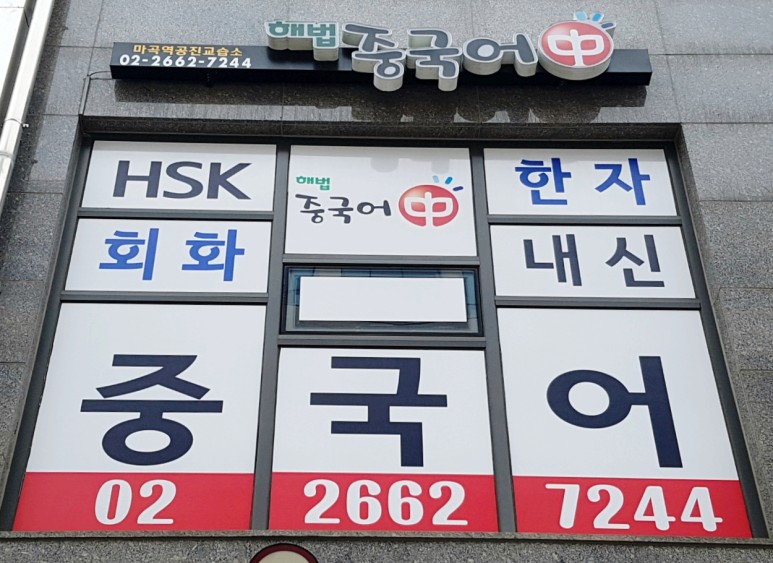 해법 중국어 中
마곡역공진교습소
02-2662-7244
HSK
해법
중국어 中
한자
회화
내신
중국어
02 2662 7244